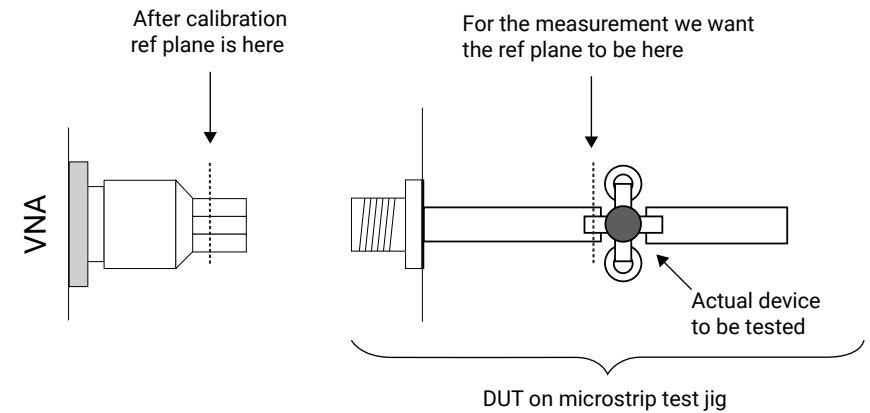 After calibration
ref plane is here
For the measurement we want
the ref plane to be here
VNA
Actual device
to be tested
DUT on microstrip test jig